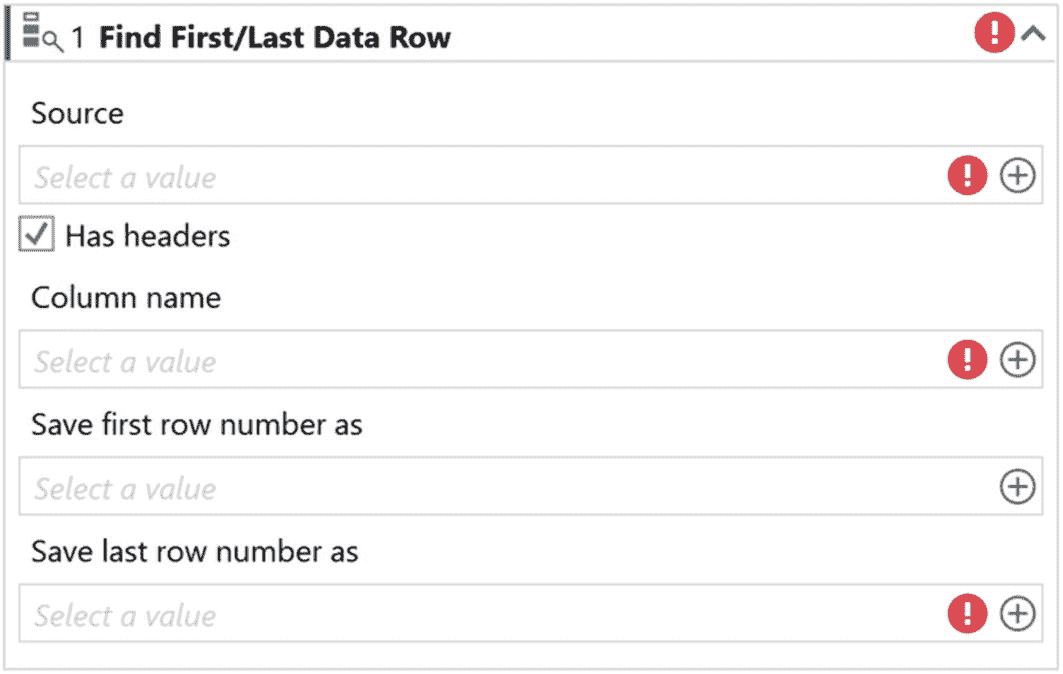 1 Find First/Last Data Row
Source
Select a value
Has headers
Column name
Select a value
Save first row number as
Select a value
Save last row number as
Select a value